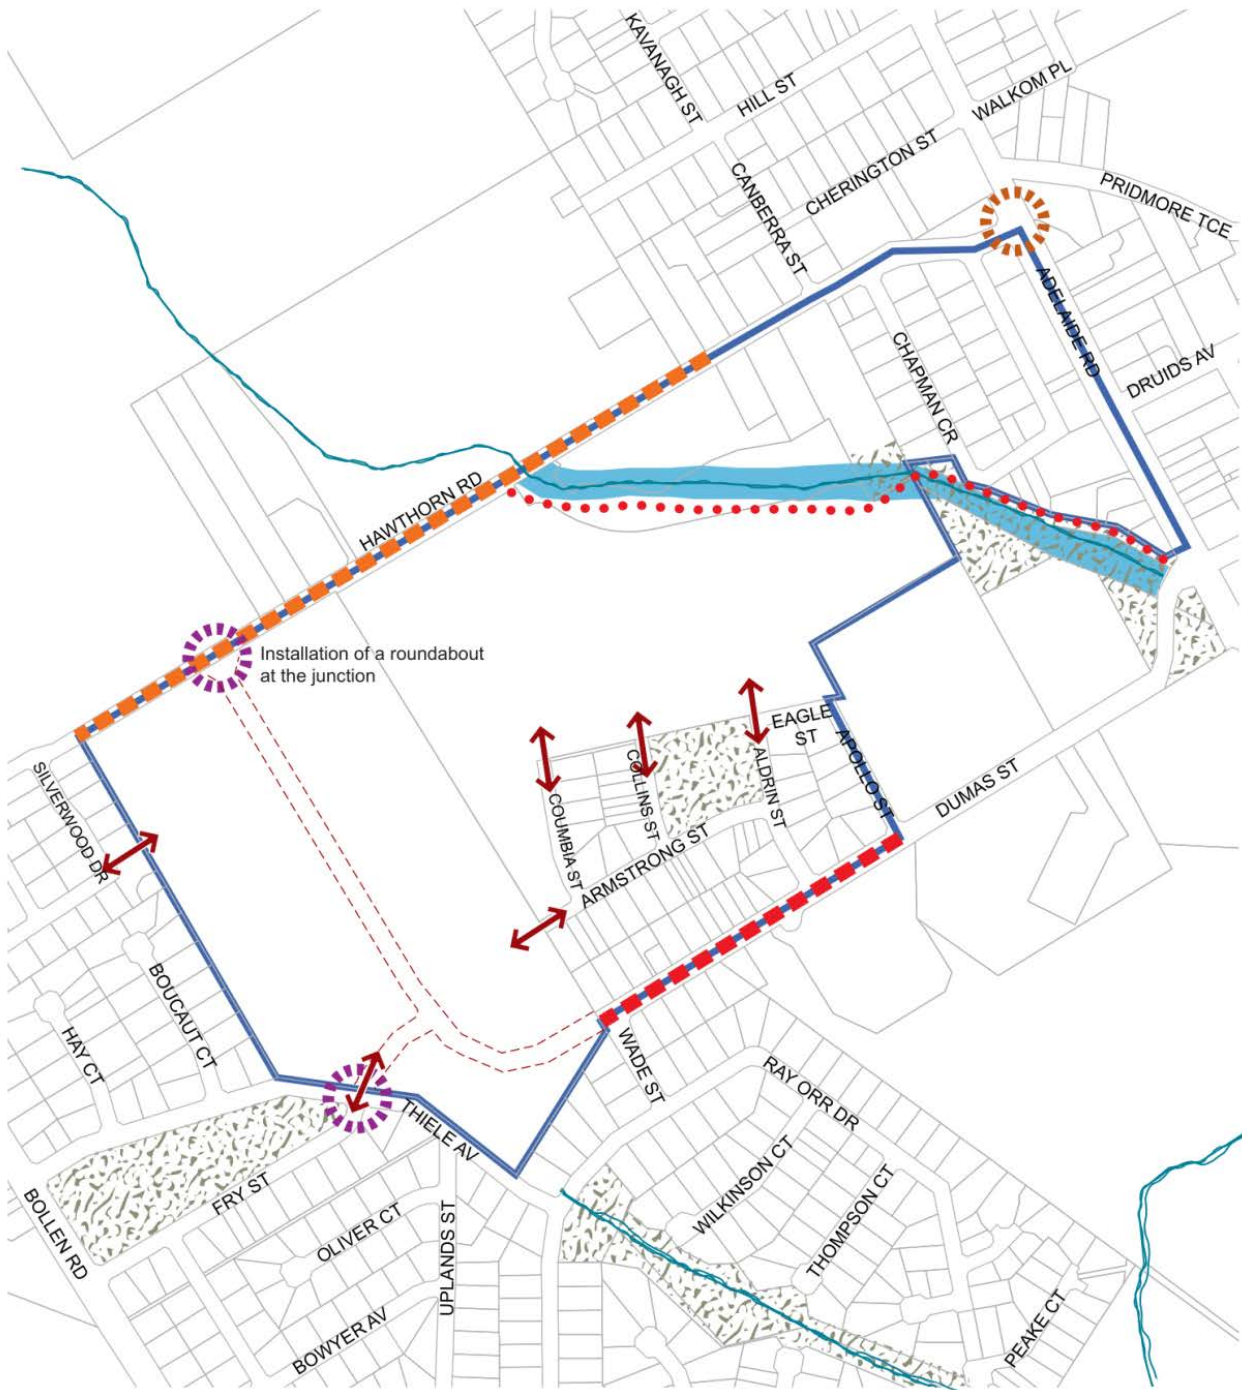 KAVANAGH ST
HILL ST
WALKOM PL
CANBERRA ST
CHERINGTON ST
PRIDMORE TCE
ADELAIDE RD
CHAPMAN CR
DRUIDS AV
HAWTHORN RD
Installation of a roundabout
at the junction
SILVERWOOD DR
EAGLE
ST
COUMBIA ST
COLLINS ST
ALDRIN ST
APOLLO ST
ARMSTRONG ST
DUMAS ST
HAY CT
BOUCAUT CT
THIELE AV
WADE ST
RAY ORR DR
BOLLEN RD
FRY ST
OLIVER CT
UPLANDS ST
WILKINSON CT
THOMPSON CT
BOWYER AV
PEAKE CT